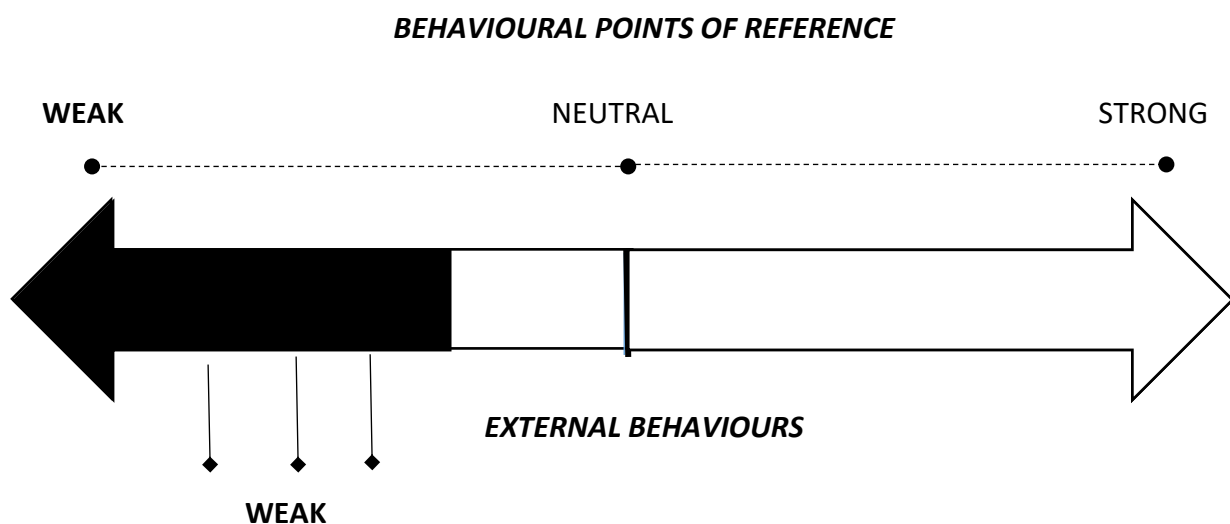 BEHAVIOURAL POINTS OF REFERENCE
WEAK NEUTRAL STRONG
EXTERNAL BEHAVIOURS
WEAK